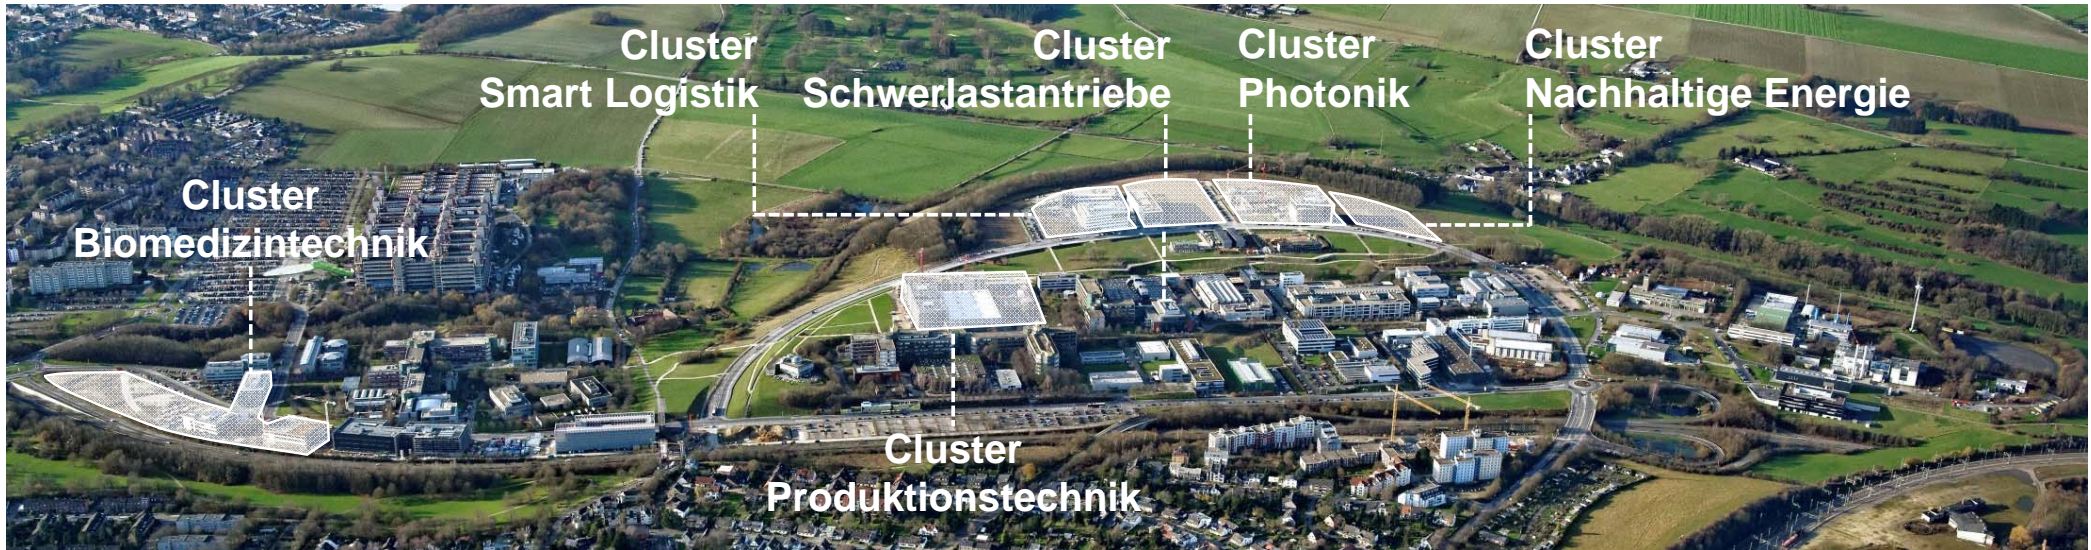 Cluster
Smart Logistik
Cluster
Schwerlastantriebe
Cluster
Photonik
Cluster
Nachhaltige Energie
Cluster
Biomedizintechnik
Cluster
Produktionstechnik